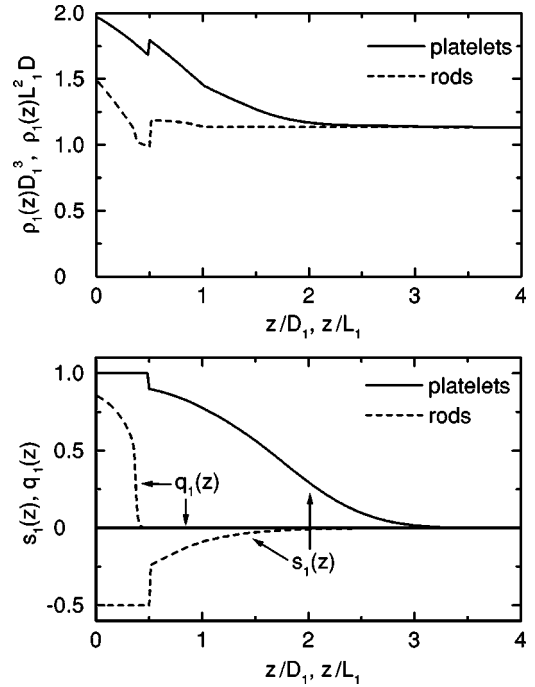 2.0
1.5
1.0
0.5
0
platelets
rods
ρ₁(z)D₁³, ρ₁(z)L₁²D
0 1 2 3 4
z/D₁, z/L₁
1.0
0.5
0
-0.5
platelets
rods
q₁(z)
s₁(z)
s₁(z), q₁(z)
0 1 2 3 4
z/D₁, z/L₁